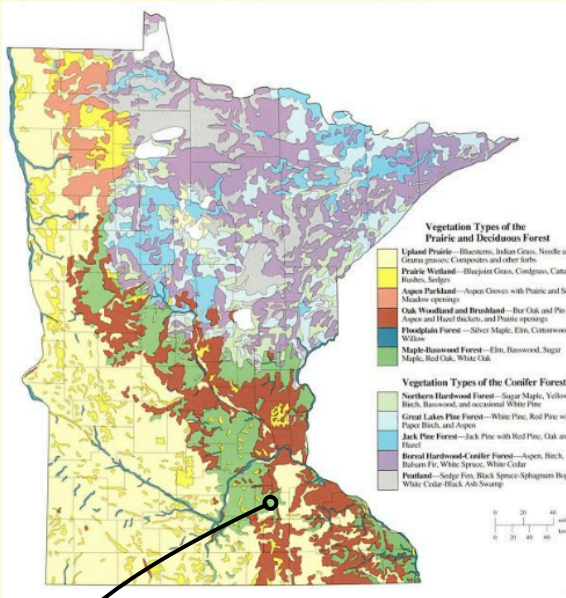 Vegetation Types of the
Prairie and Deciduous Forest
Upland Prairie—Bluestems, Indian Grass, Needle a
Grama grasses; Composites and other forbs
Prairie Wetland—Bluejoint Grass, Cordgrass, Catta
Rushes, Sedges
Aspen Parkland—Aspen Groves with Prairie and Se
Meadow openings
Oak Woodland and Brushland—Bur Oak and Pin
Aspen and Hazel thickets, and Prairie openings
Floodplain Forest—Silver Maple, Elm, Cottonwoo
Willow
Maple-Basswood Forest—Elm, Basswood, Sugar
Maple, Red Oak, White Oak
Vegetation Types of the Conifer Forest
Northern Hardwood Forest—Sugar Maple, Yellow
Birch, Basswood, and occasional White Pine
Great Lakes Pine Forest—White Pine, Red Pine wi
Paper Birch, and Aspen
Jack Pine Forest—Jack Pine with Red Pine, Oak an
Hazel
Boreal Hardwood-Conifer Forest—Aspen, Birch,
Balsam Fir, White Spruce, White Cedar
Peatland—Sedge Fen, Black Spruce-Sphagnum Bog
White Cedar-Black Ash Swamp
0 20 40
0 20 40 60